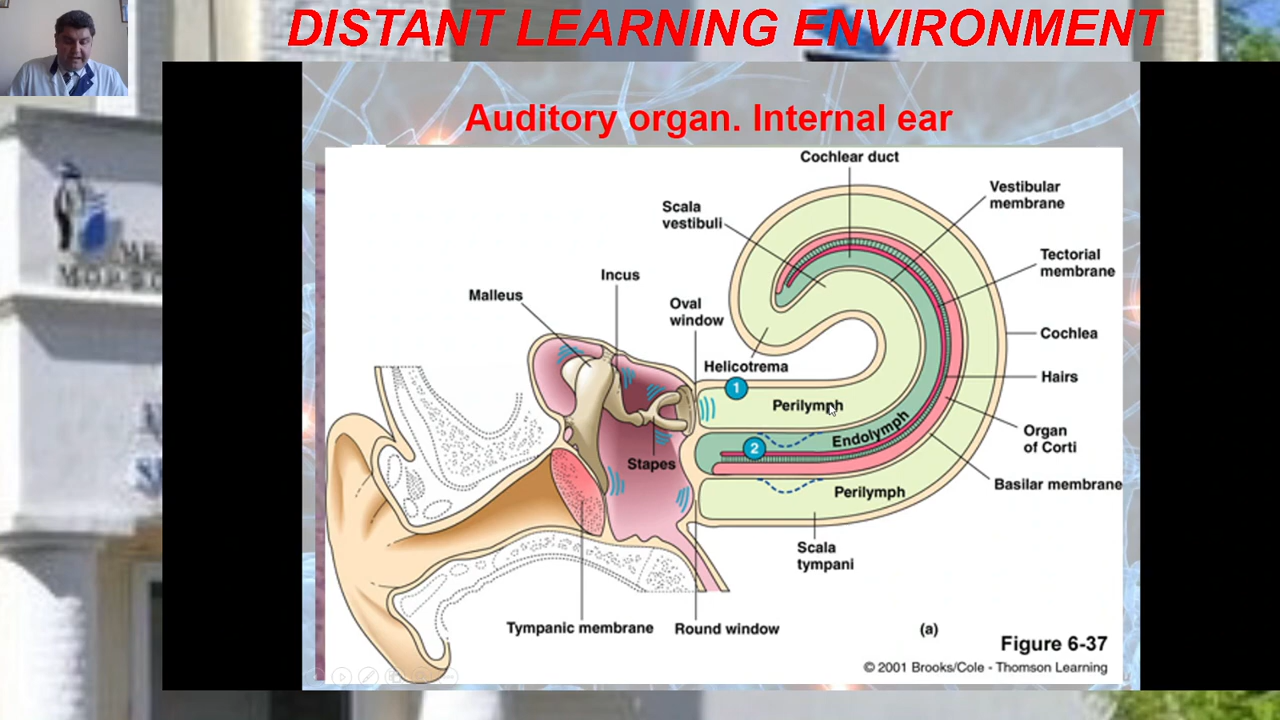 DISTANT LEARNING ENVIRONMENT
Auditory organ. Internal ear
Cochlear duct
Vestibular
membrane
Scala
vestibuli
Tectorial
membrane
Incus
Malleus
Oval
window
Cochlea
Helicotrema
Hairs
1
Perilymph
Endolymph
Organ
of Corti
2
Stapes
Basilar membrane
Perilymph
Scala
tympani
Tympanic membrane
Round window
(a)
Figure 6-37
© 2001 Brooks/Cole - Thomson Learning